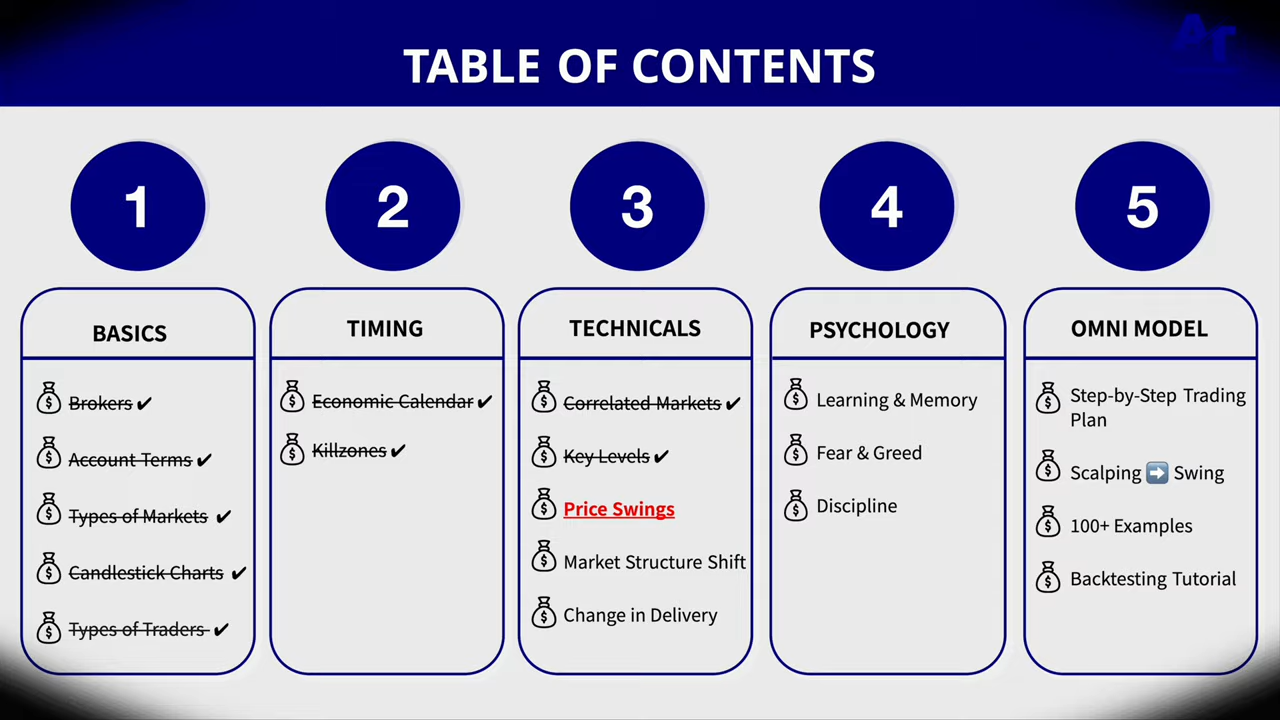 TABLE OF CONTENTS
1
2
3
4
5
BASICS
Brokers ✔
Account Terms ✔
Types of Markets ✔
Candlestick Charts ✔
Types of Traders ✔
TIMING
Economic Calendar ✔
Killzones ✔
TECHNICALS
Correlated Markets ✔
Key Levels ✔
Price Swings
Market Structure Shift
Change in Delivery
PSYCHOLOGY
Learning & Memory
Fear & Greed
Discipline
OMNI MODEL
Step-by-Step Trading
Plan
Scalping ➡ Swing
100+ Examples
Backtesting Tutorial